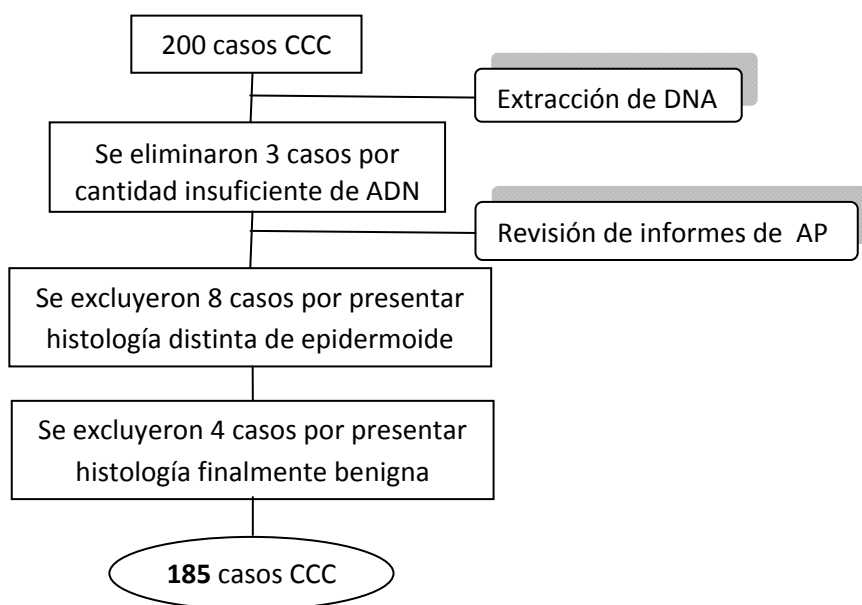 200 casos CCC
Extracción de DNA
Se eliminaron 3 casos por
cantidad insuficiente de ADN
Revisión de informes de AP
Se excluyeron 8 casos por presentar
histología distinta de epidermoide
Se excluyeron 4 casos por presentar
histología finalmente benigna
185 casos CCC